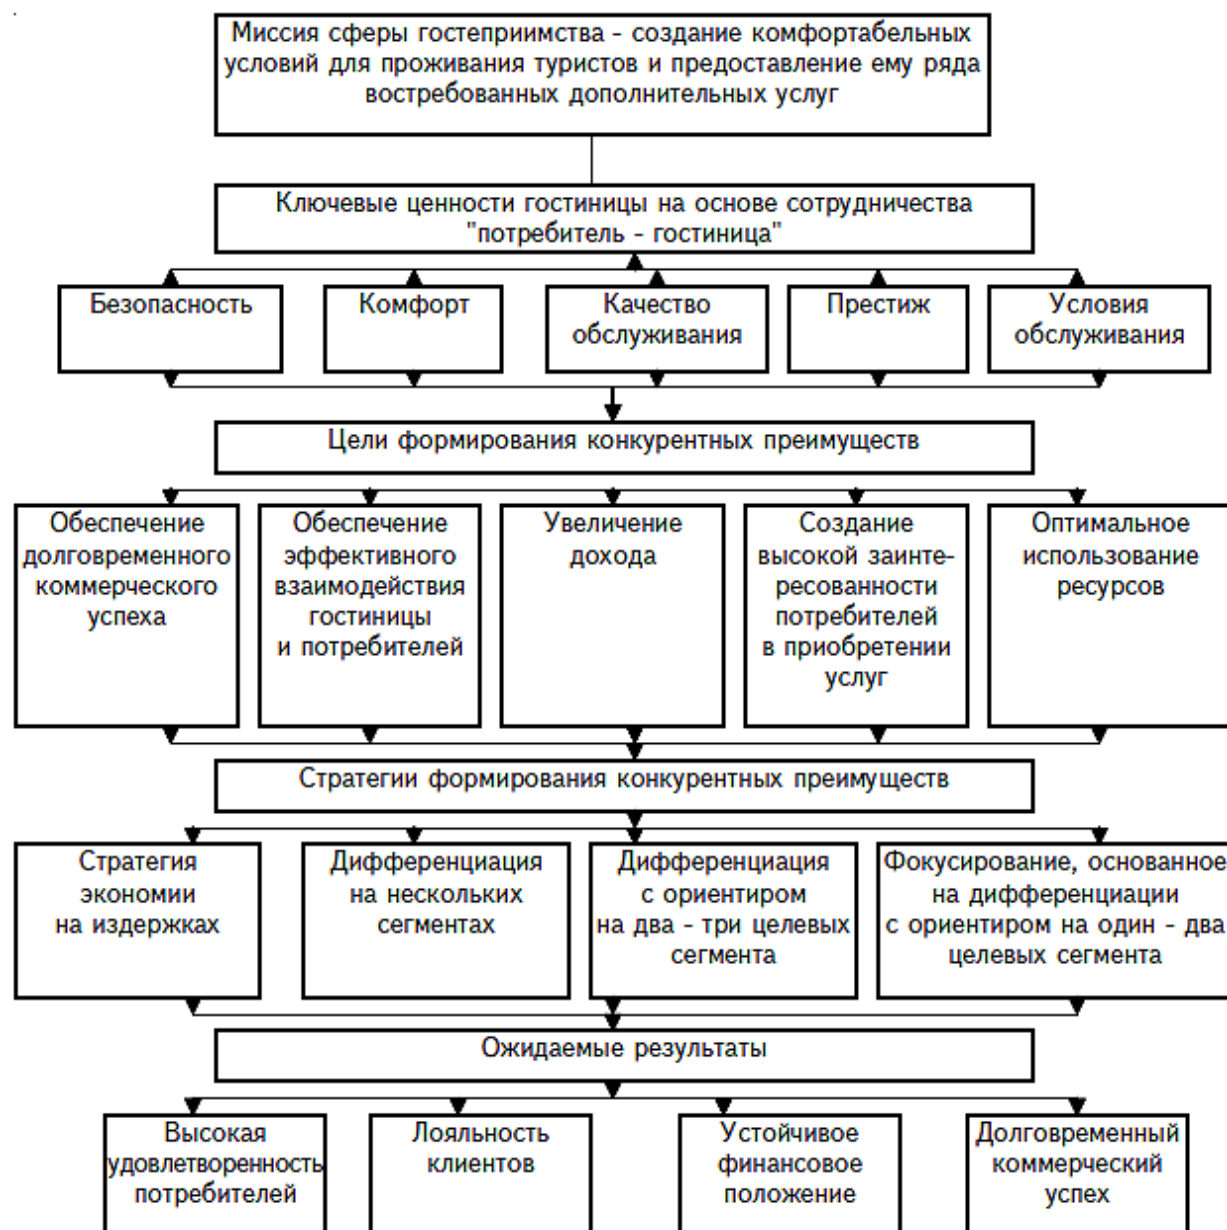 Миссия сферы гостеприимства - создание комфортабельных
условий для проживания туристов и предоставление ему ряда
востребованных дополнительных услуг
Ключевые ценности гостиницы на основе сотрудничества
"потребитель - гостиница"
Безопасность
Комфорт
Качество
обслуживания
Престиж
Условия
обслуживания
Цели формирования конкурентных преимуществ
Обеспечение
долговременного
коммерческого
успеха
Обеспечение
эффективного
взаимодействия
гостиницы
и потребителей
Увеличение
дохода
Создание
высокой заинте-
ресованности
потребителей
в приобретении
услуг
Оптимальное
использование
ресурсов
Стратегии формирования конкурентных преимуществ
Стратегия
экономии
на издержках
Дифференциация
на нескольких
сегментах
Дифференциация
с ориентиром
на два - три целевых
сегмента
Фокусирование, основанное
на дифференциации
с ориентиром на один - два
целевых сегмента
Ожидаемые результаты
Высокая
удовлетворенность
потребителей
Лояльность
клиентов
Устойчивое
финансовое
положение
Долговременный
коммерческий
успех